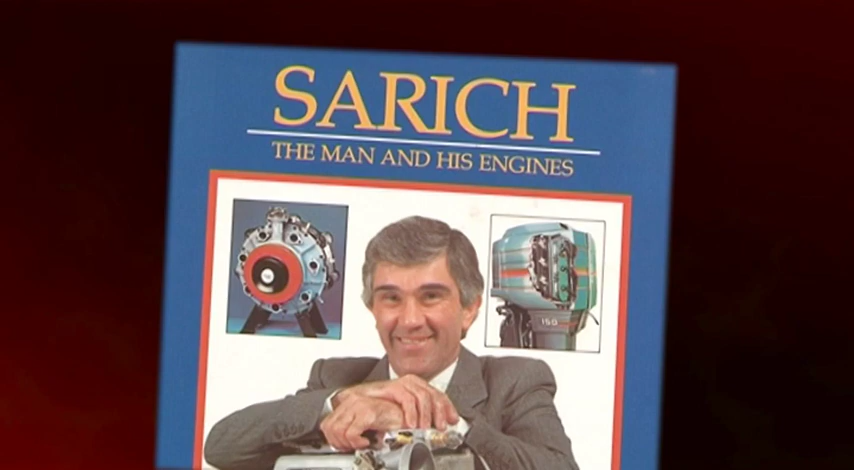 SARICH
THE MAN AND HIS ENGINES
150